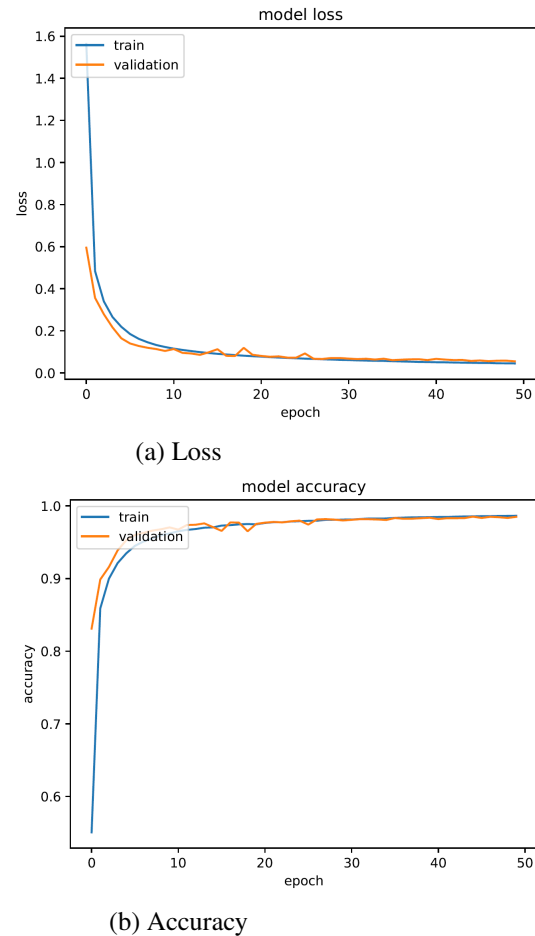 model loss
1.6
1.4
1.2
1.0
0.8
0.6
0.4
0.2
0.0
loss
train
validation
0 10 20 30 40 50
epoch
(a) Loss
model accuracy
1.0
0.9
0.8
0.7
0.6
accuracy
train
validation
0 10 20 30 40 50
epoch
(b) Accuracy